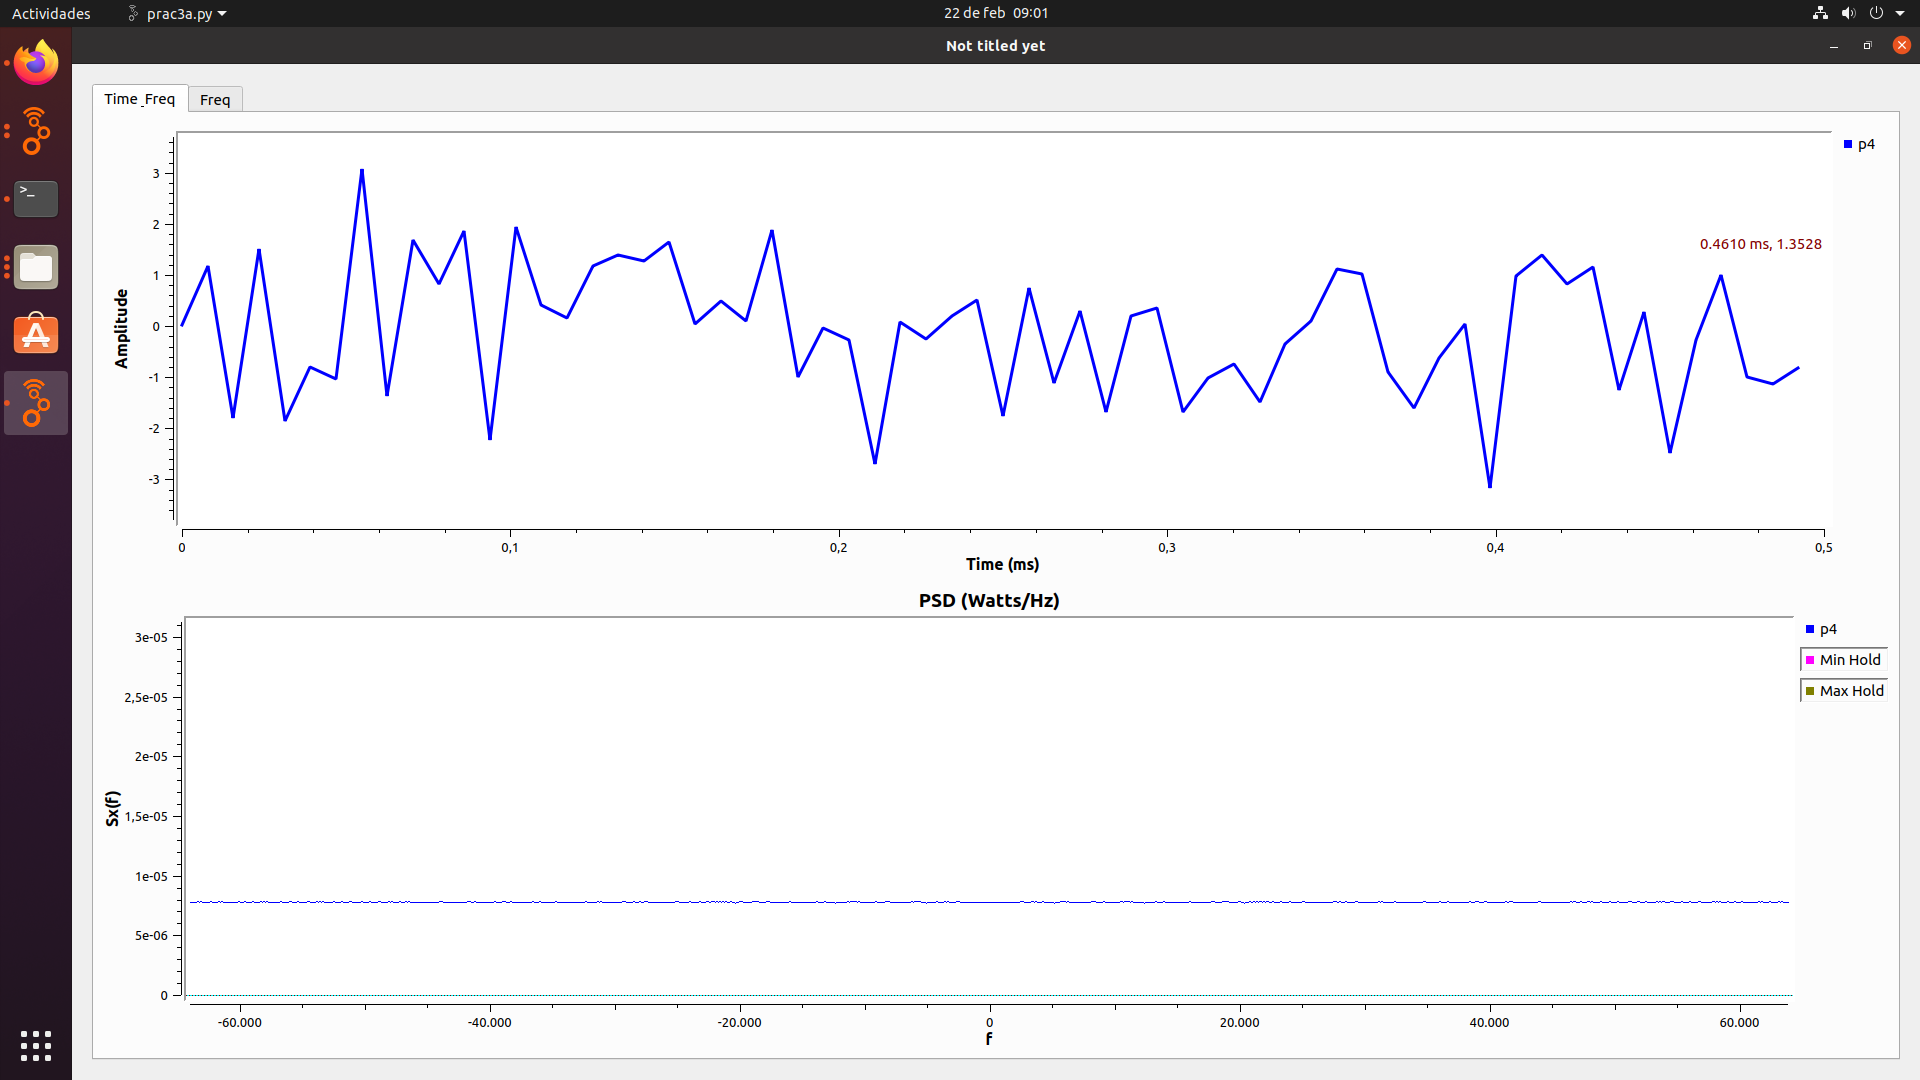 Actividades
prac3a.py
22 de feb 09:01
Not titled yet
Time_Freq
Freq
p4
3
2
1
0
-1
-2
-3
Amplitude
0.4610 ms, 1.3528
0
0,1
0,2
0,3
0,4
0,5
Time (ms)
PSD (Watts/Hz)
p4
Min Hold
Max Hold
3e-05
2,5e-05
2e-05
1,5e-05
1e-05
5e-06
0
Sx(f)
-60.000
-40.000
-20.000
0
20.000
40.000
60.000
f